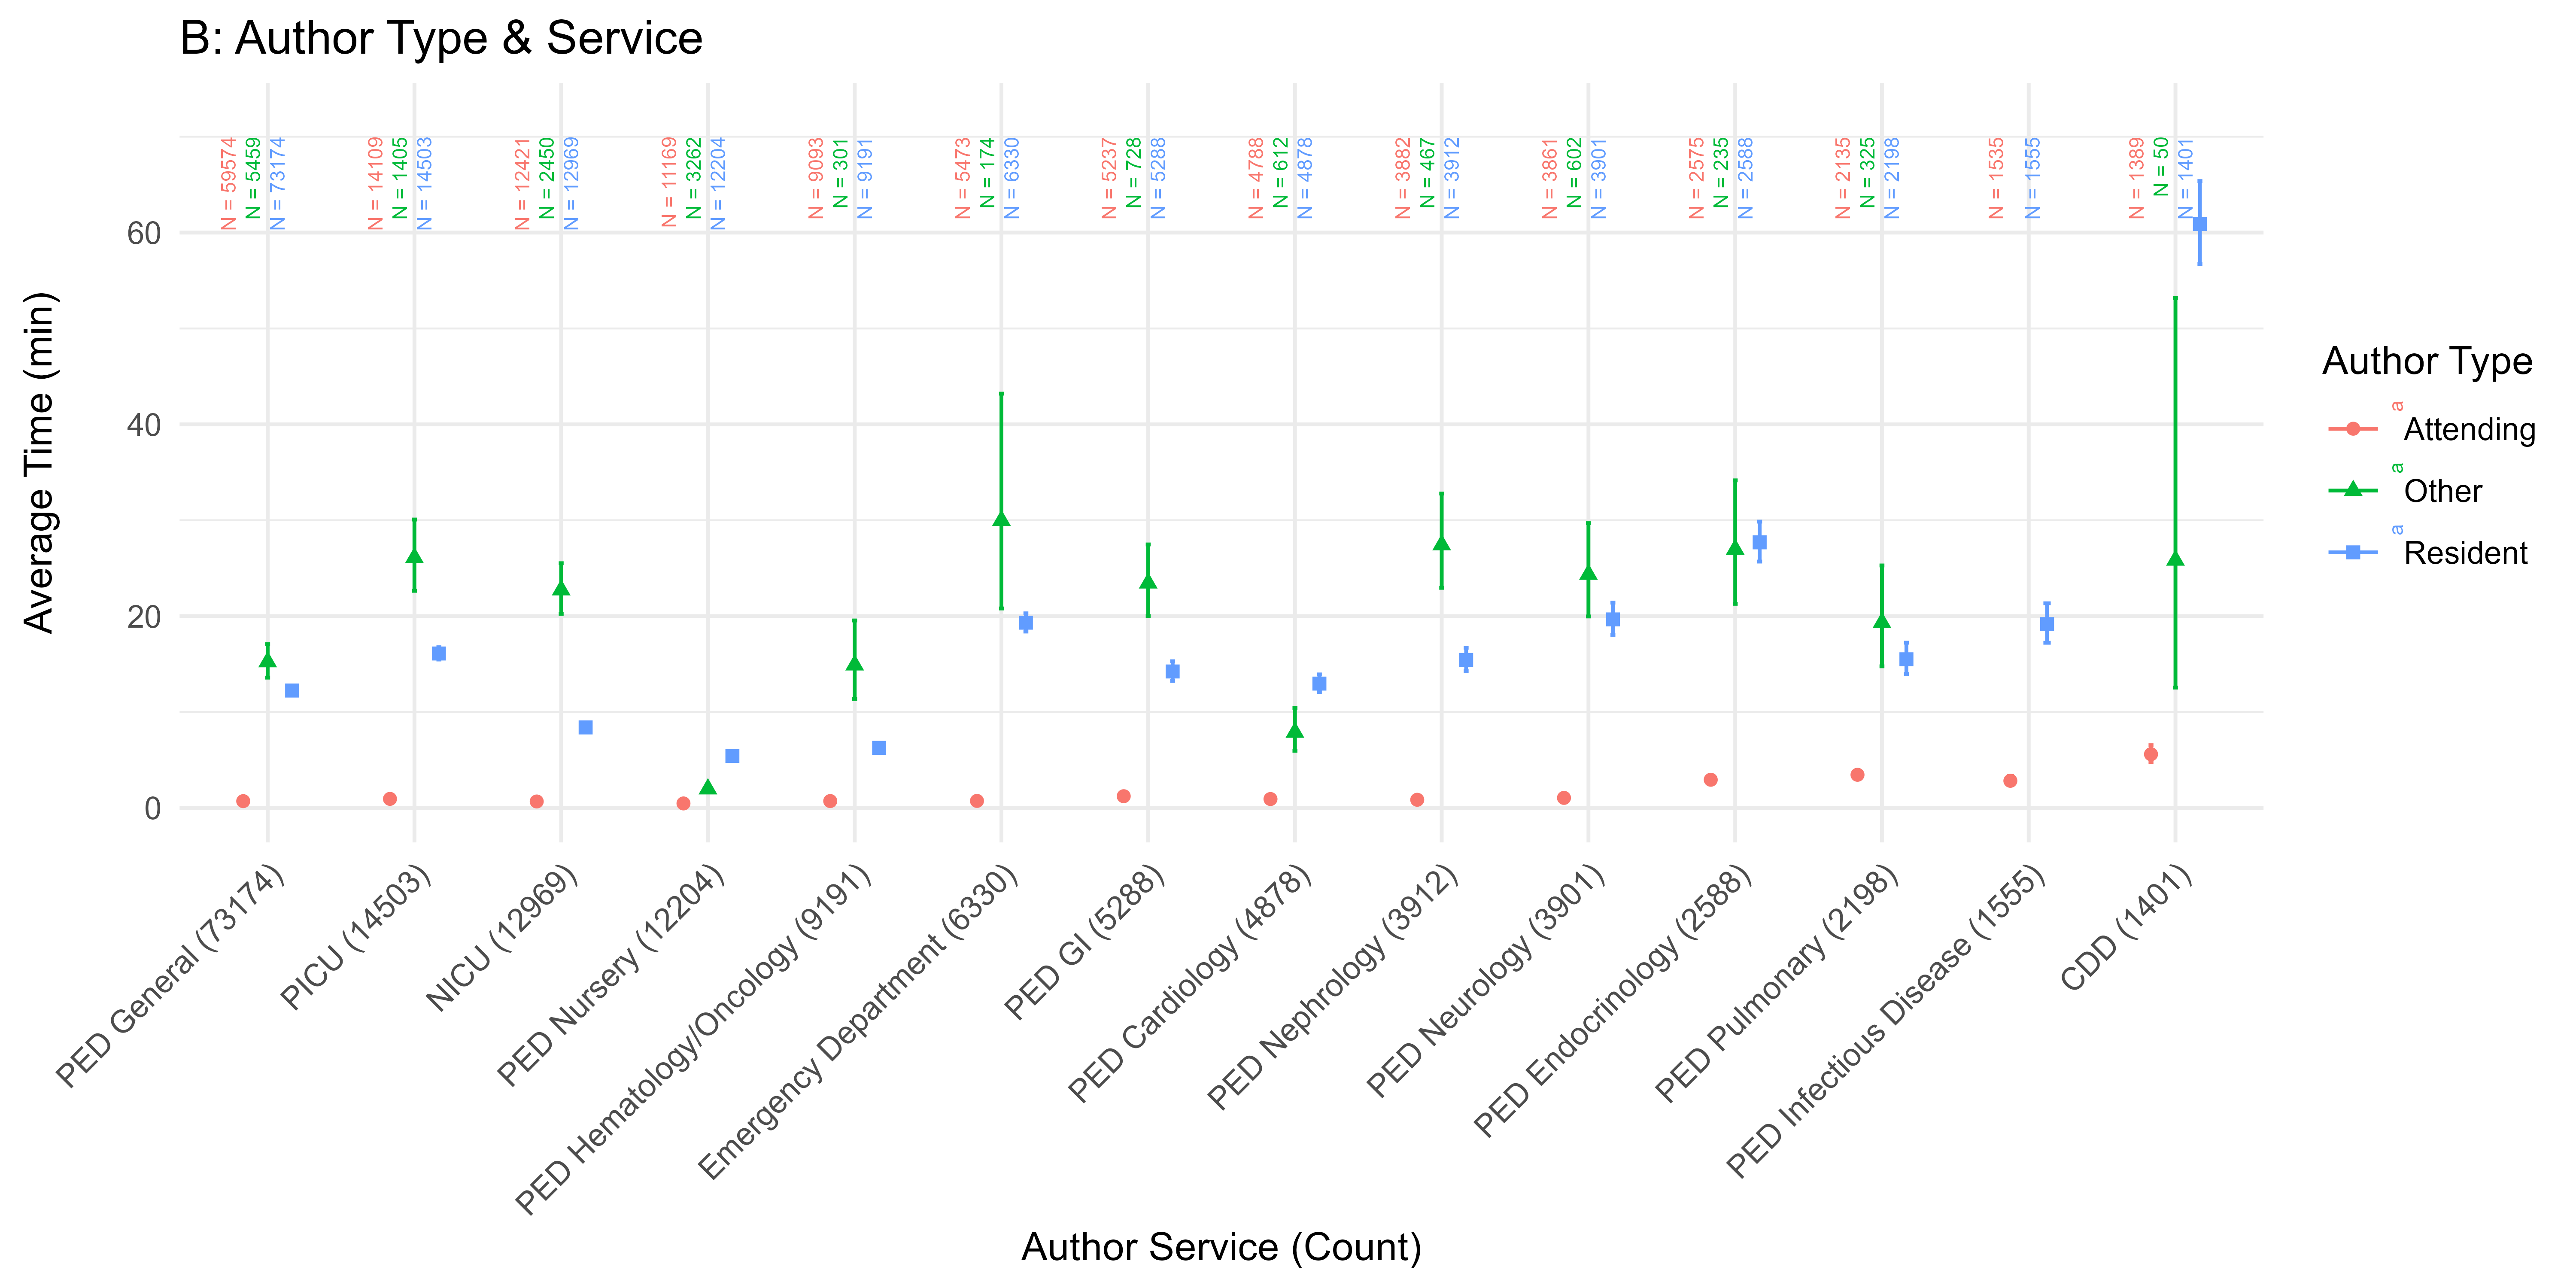 B: Author Type & Service
N = 59574
N = 5459
N = 73174
N = 14109
N = 1405
N = 14503
N = 12421
N = 2450
N = 12969
N = 11169
N = 3262
N = 12204
N = 9093
N = 301
N = 9191
N = 5473
N = 174
N = 6330
N = 5237
N = 728
N = 5288
N = 4788
N = 612
N = 4878
N = 3882
N = 467
N = 3912
N = 3861
N = 602
N = 3901
N = 2575
N = 235
N = 2588
N = 2135
N = 325
N = 2198
N = 1535
N = 1555
N = 1389
N = 50
N = 1401
60
40
20
0
Average Time (min)
PED General (73174)
PICU (14503)
NICU (12969)
PED Nursery (12204)
PED Hematology/Oncology (9191)
Emergency Department (6330)
PED GI (5288)
PED Cardiology (4878)
PED Nephrology (3912)
PED Neurology (3901)
PED Endocrinology (2588)
PED Pulmonary (2198)
PED Infectious Disease (1555)
CDD (1401)
Author Service (Count)
Author Type
a
Attending
a
Other
a
Resident